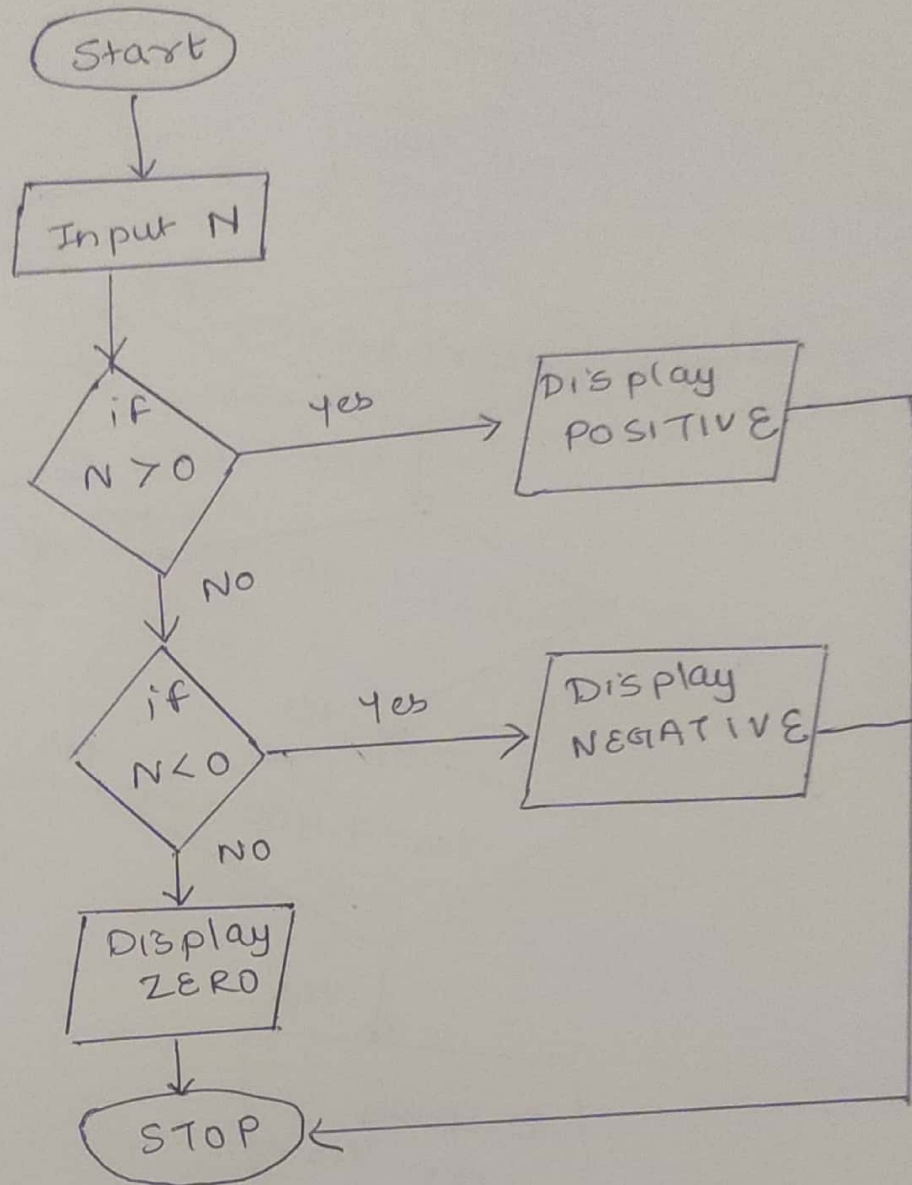 Start
Input N
if
N > 0
yes
Display
POSITIVE
NO
if
N < 0
Yes
Display
NEGATIVE
NO
Display
ZERO
STOP